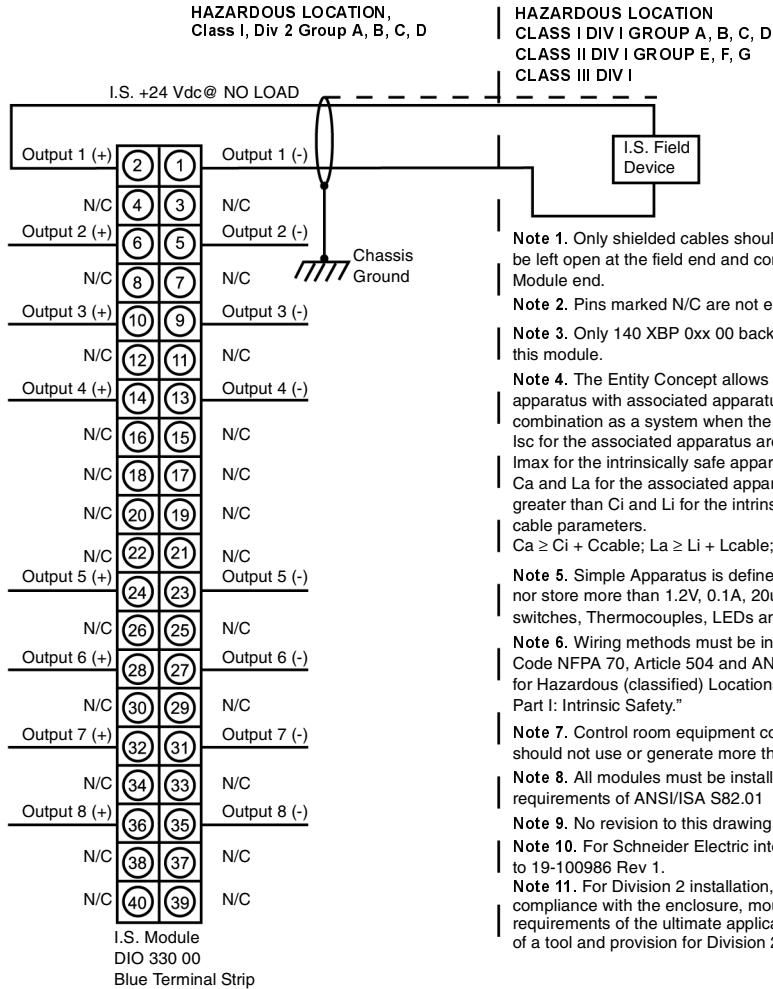 HAZARDOUS LOCATION,
Class I, Div 2 Group A, B, C, D
HAZARDOUS LOCATION
CLASS I DIV I GROUP A, B, C, D
CLASS II DIV I GROUP E, F, G
CLASS III DIV I
I.S. +24 Vdc@ NO LOAD
I.S. Field
Device
Output 1 (+) 2 1 Output 1 (-)
N/C 4 3 N/C
Output 2 (+) 6 5 Output 2 (-)
N/C 8 7 N/C
Output 3 (+) 10 9 Output 3 (-)
N/C 12 11 N/C
Output 4 (+) 14 13 Output 4 (-)
N/C 16 15 N/C
N/C 18 17 N/C
N/C 20 19 N/C
N/C 22 21 N/C
Output 5 (+) 24 23 Output 5 (-)
N/C 26 25 N/C
Output 6 (+) 28 27 Output 6 (-)
N/C 30 29 N/C
Output 7 (+) 32 31 Output 7 (-)
N/C 34 33 N/C
Output 8 (+) 36 35 Output 8 (-)
N/C 38 37 N/C
N/C 40 39 N/C
Chassis
Ground
I.S. Module
DIO 330 00
Blue Terminal Strip
Note 1. Only shielded cables shoul
be left open at the field end and co
Module end.
Note 2. Pins marked N/C are not e
Note 3. Only 140 XBP 0xx 00 back
this module.
Note 4. The Entity Concept allows
apparatus with associated apparatu
combination as a system when the
Isc for the associated apparatus are
Imax for the intrinsically safe appar
Ca and La for the associated appar
greater than Ci and Li for the intrins
cable parameters.
Ca ≥ Ci + Ccable; La ≥ Li + Lcable;
Note 5. Simple Apparatus is define
nor store more than 1.2V, 0.1A, 20u
switches, Thermocouples, LEDs an
Note 6. Wiring methods must be in
Code NFPA 70, Article 504 and AN
for Hazardous (classified) Location
Part I: Intrinsic Safety.”
Note 7. Control room equipment co
should not use or generate more th
Note 8. All modules must be install
requirements of ANSI/ISA S82.01
Note 9. No revision to this drawing
Note 10. For Schneider Electric inte
to 19-100986 Rev 1.
Note 11. For Division 2 installation,
compliance with the enclosure, mou
requirements of the ultimate applica
of a tool and provision for Division 2